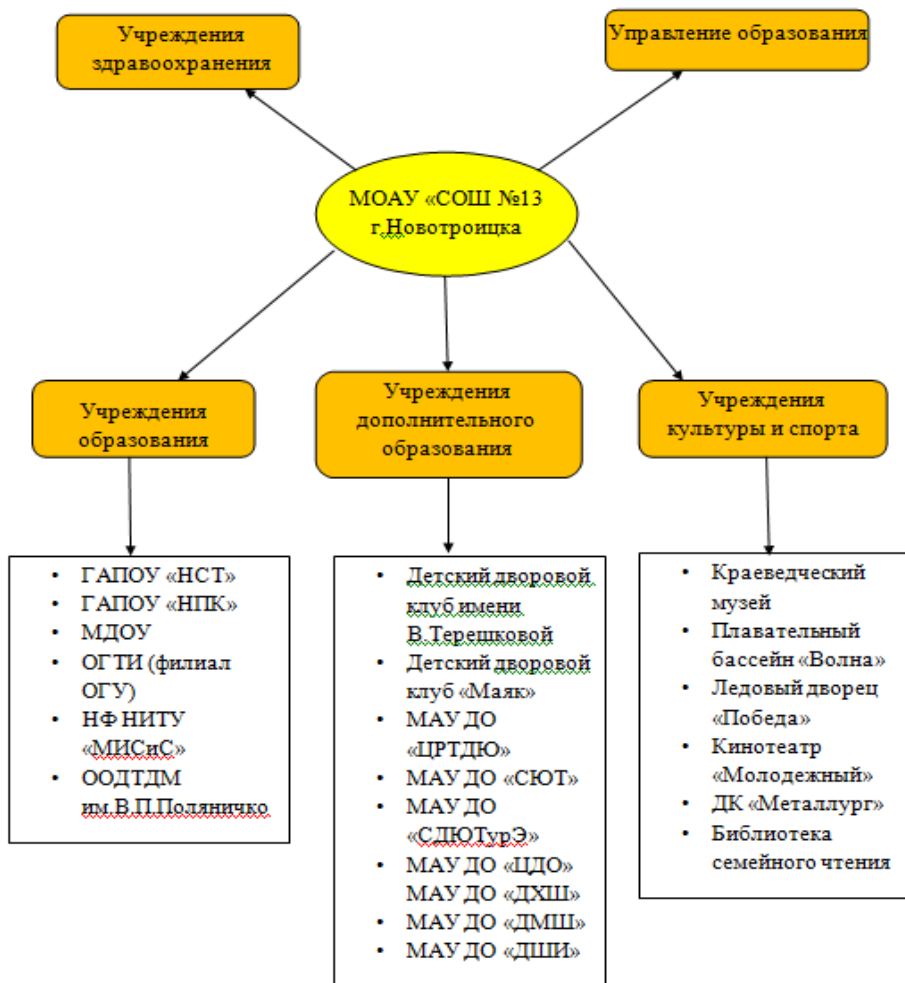 Учреждения
здравоохранения
Управление образования
МОАУ «СОШ №13
г.Новотроицка
Учреждения
образования
Учреждения
дополнительного
образования
Учреждения
культуры и спорта
• ГАПОУ «НСТ»
• ГАПОУ «НПК»
• МДОУ
• ОГТИ (филиал
ОГУ)
• НФ НИТУ
«МИСиС»
• ООДТДМ
им.В.П.Поляничко
• Детский дворовой
клуб имени
В.Терешковой
• Детский дворовой
клуб «Маяк»
• МАУ ДО
«ЦРТДЮ»
• МАУ ДО «СЮТ»
• МАУ ДО
«СДЮТурЭ»
• МАУ ДО «ЦДО»
МАУ ДО «ДХШ»
• МАУ ДО «ДМШ»
• МАУ ДО «ДШИ»
• Краеведческий
музей
• Плавательный
бассейн «Волна»
• Ледовый дворец
«Победа»
• Кинотеатр
«Молодежный»
• ДК «Металлург»
• Библиотека
семейного чтения